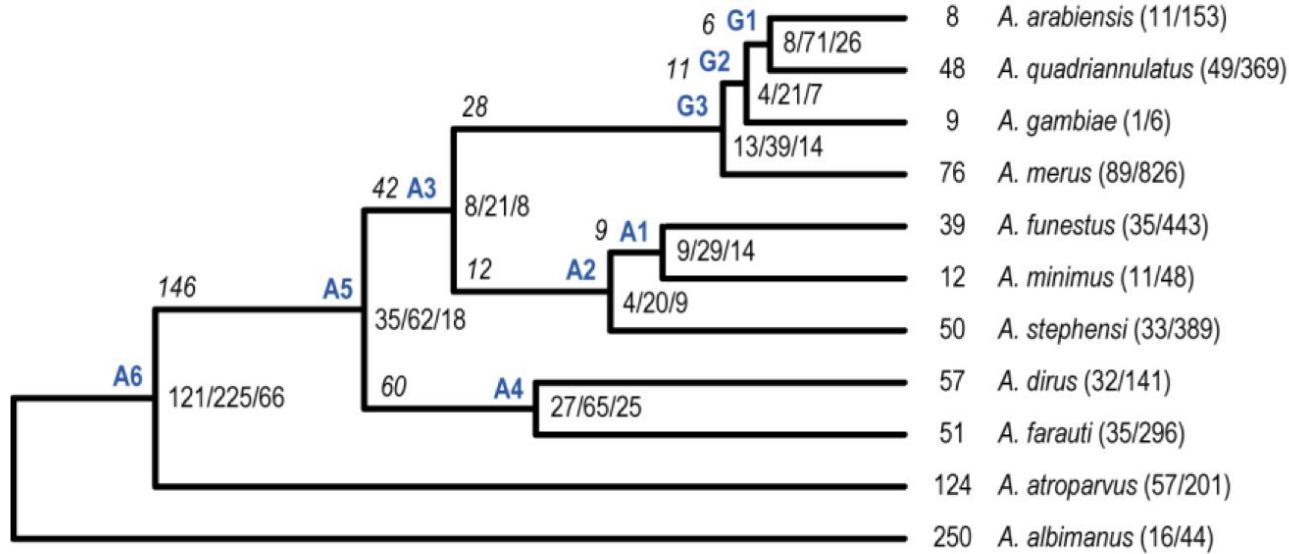 6 G1 8 A. arabiensis (11/153)
8/71/26
11 G2 48 A. quadriannulatus (49/369)
4/21/7
28 G3 9 A. gambiae (1/6)
13/39/14
76 A. merus (89/826)
42 A3 8/21/8
9 A1 39 A. funestus (35/443)
9/29/14
12 A2 12 A. minimus (11/48)
146 A5 4/20/9
35/62/18 50 A. stephensi (33/389)
A6 60 A4 57 A. dirus (32/141)
121/225/66 27/65/25
51 A. farauti (35/296)
124 A. atroparvus (57/201)
250 A. albimanus (16/44)